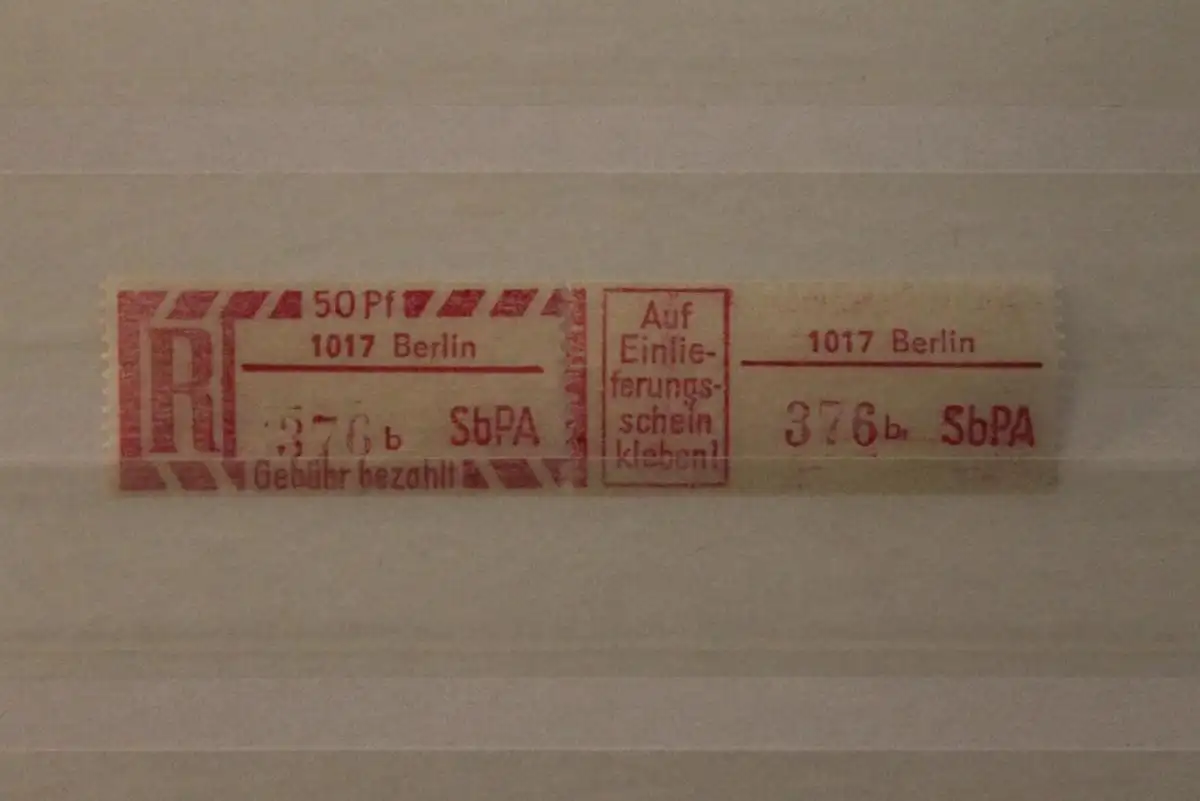 50 Pf
R
1017 Berlin
376 b SbPA
Gebühr bezahlt
Auf
Einlie-
ferungs-
schein
kleben!
1017 Berlin
376 b SbPA